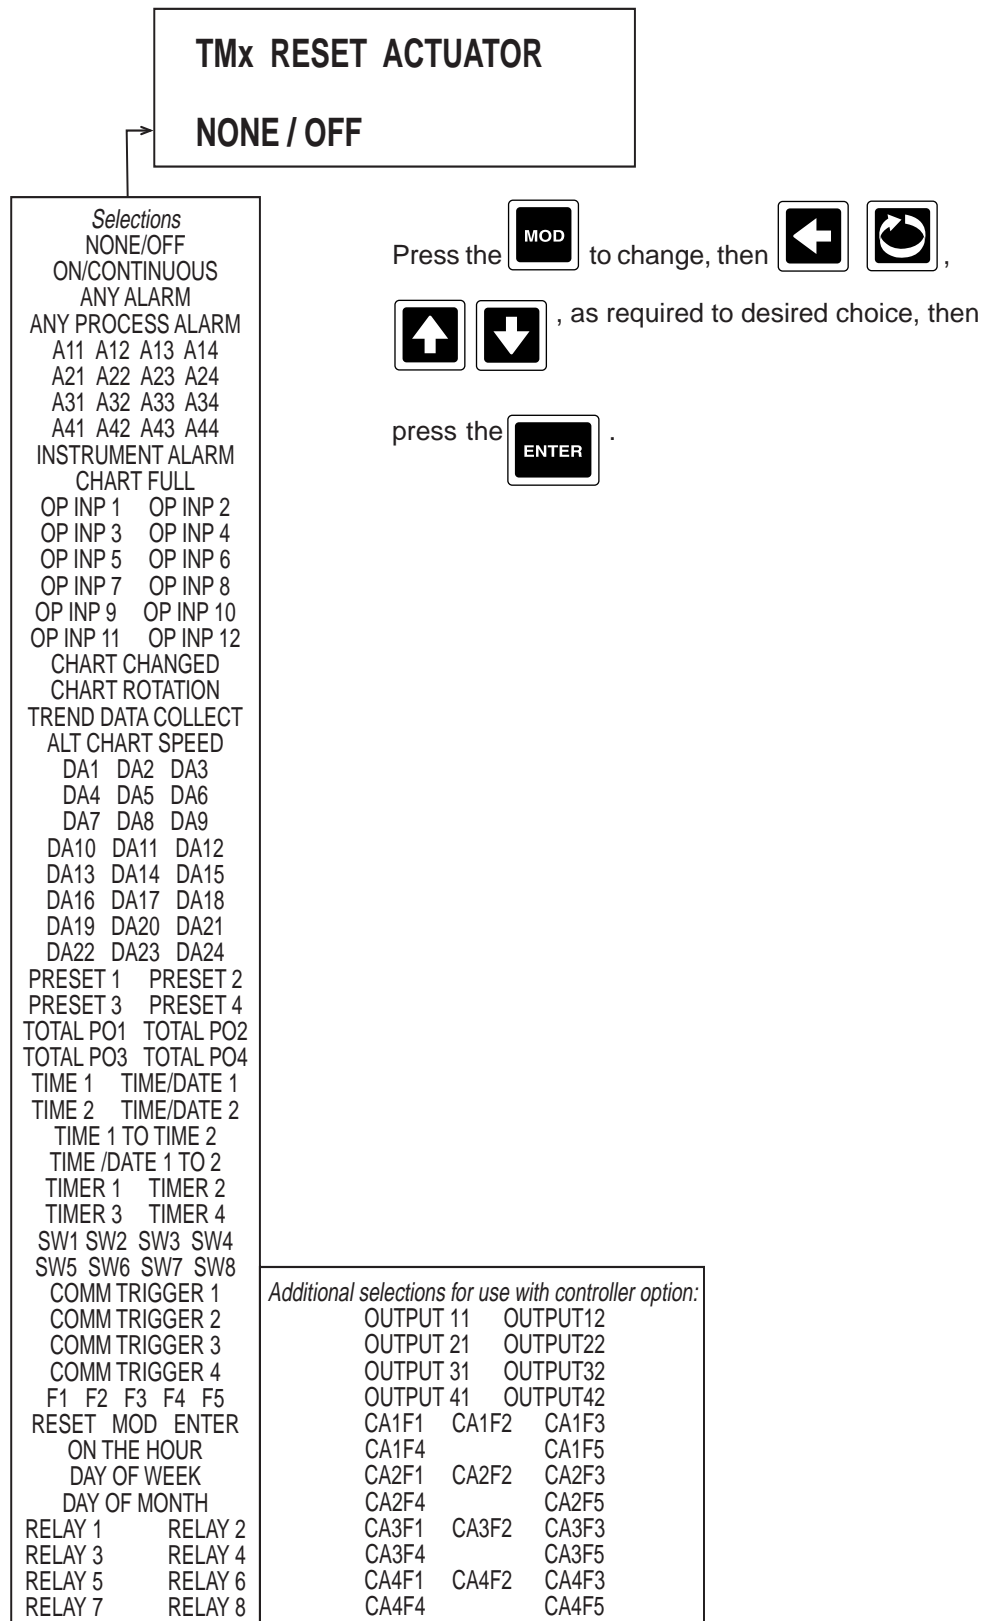 TMx RESET ACTUATOR
NONE / OFF
Selections
NONE/OFF
ON/CONTINUOUS
ANY ALARM
ANY PROCESS ALARM
A11 A12 A13 A14
A21 A22 A23 A24
A31 A32 A33 A34
A41 A42 A43 A44
INSTRUMENT ALARM
CHART FULL
OP INP 1 OP INP 2
OP INP 3 OP INP 4
OP INP 5 OP INP 6
OP INP 7 OP INP 8
OP INP 9 OP INP 10
OP INP 11 OP INP 12
CHART CHANGED
CHART ROTATION
TREND DATA COLLECT
ALT CHART SPEED
DA1 DA2 DA3
DA4 DA5 DA6
DA7 DA8 DA9
DA10 DA11 DA12
DA13 DA14 DA15
DA16 DA17 DA18
DA19 DA20 DA21
DA22 DA23 DA24
PRESET 1 PRESET 2
PRESET 3 PRESET 4
TOTAL PO1 TOTAL PO2
TOTAL PO3 TOTAL PO4
TIME 1 TIME/DATE 1
TIME 2 TIME/DATE 2
TIME 1 TO TIME 2
TIME /DATE 1 TO 2
TIMER 1 TIMER 2
TIMER 3 TIMER 4
SW1 SW2 SW3 SW4
SW5 SW6 SW7 SW8
COMM TRIGGER 1
COMM TRIGGER 2
COMM TRIGGER 3
COMM TRIGGER 4
F1 F2 F3 F4 F5
RESET MOD ENTER
ON THE HOUR
DAY OF WEEK
DAY OF MONTH
RELAY 1 RELAY 2
RELAY 3 RELAY 4
RELAY 5 RELAY 6
RELAY 7 RELAY 8
Press the MOD to change, then ,
, as required to desired choice, then
press the ENTER .
Additional selections for use with controller option:
OUTPUT 11 OUTPUT12
OUTPUT 21 OUTPUT22
OUTPUT 31 OUTPUT32
OUTPUT 41 OUTPUT42
CA1F1 CA1F2 CA1F3
CA1F4 CA1F5
CA2F1 CA2F2 CA2F3
CA2F4 CA2F5
CA3F1 CA3F2 CA3F3
CA3F4 CA3F5
CA4F1 CA4F2 CA4F3
CA4F4 CA4F5